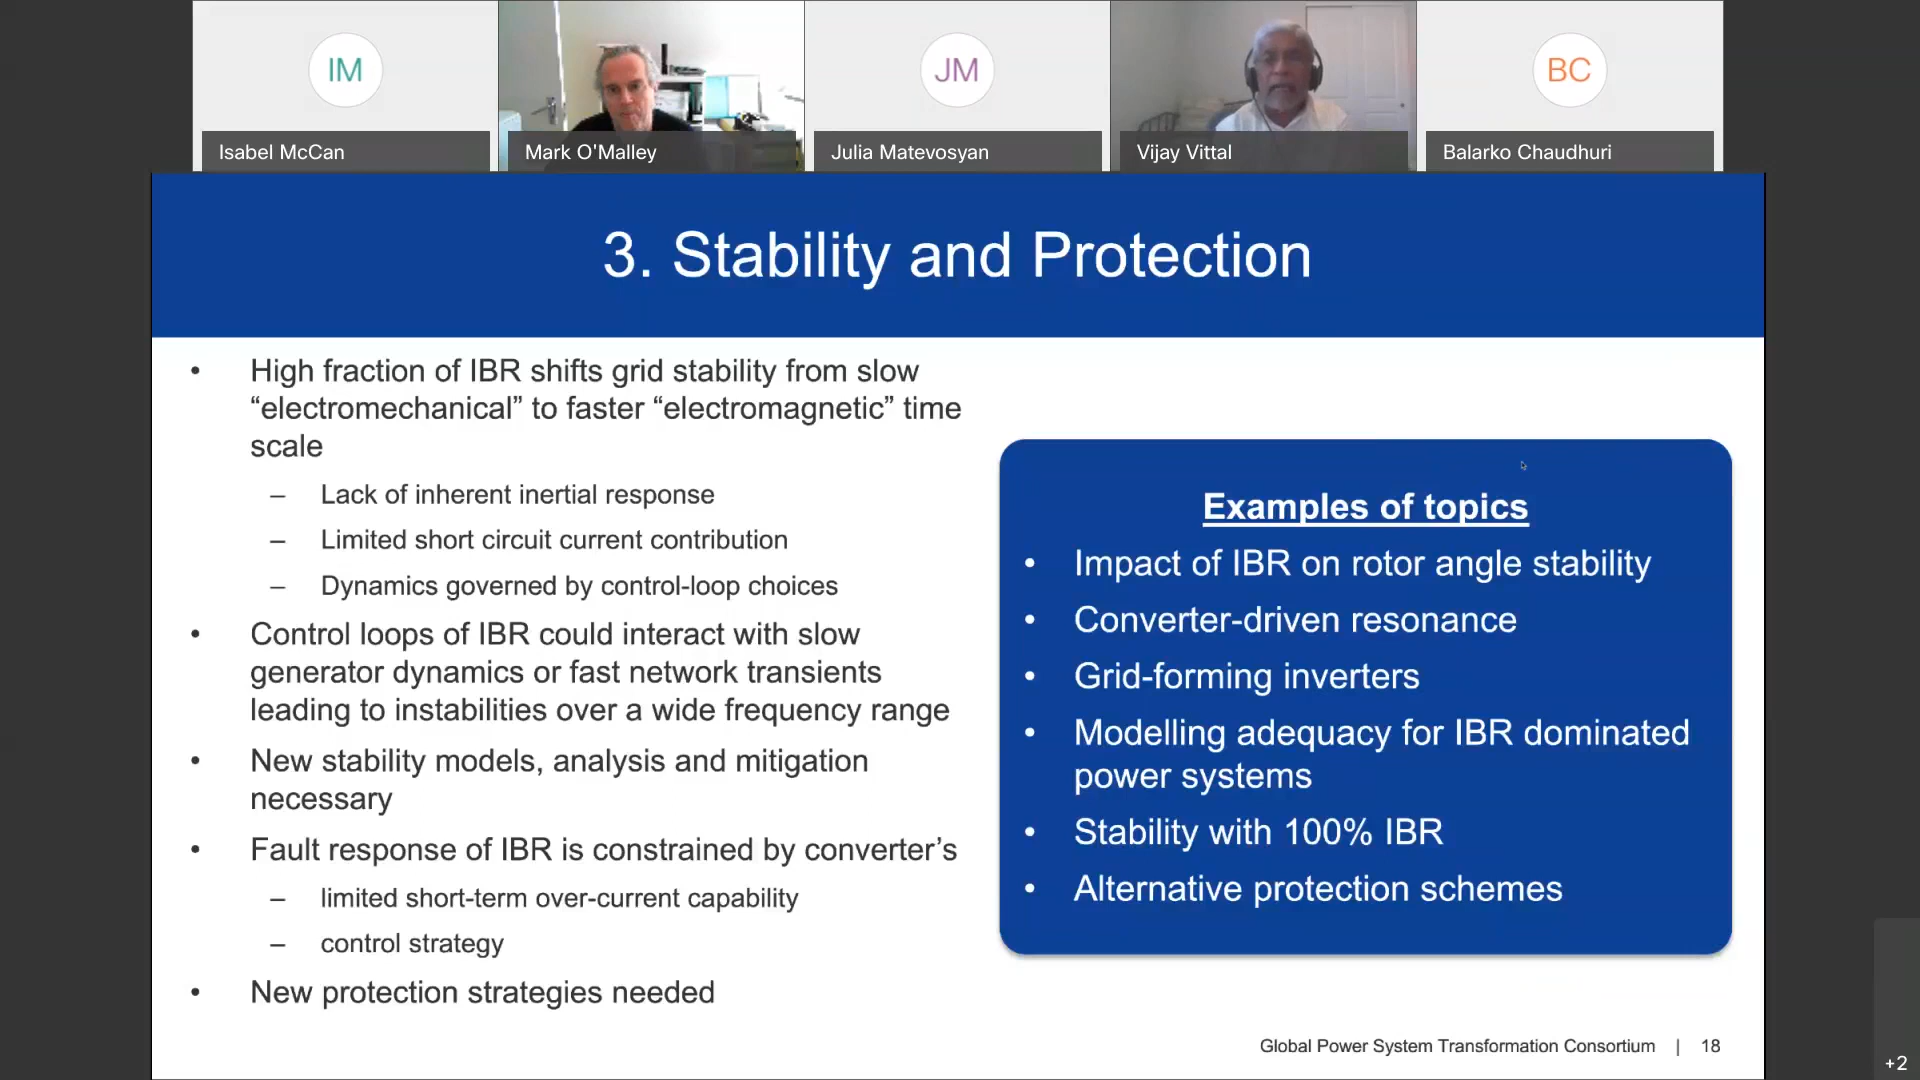 IM
JM
BC
Isabel McCan
Mark O'Malley
Julia Matevosyan
Vijay Vittal
Balarko Chaudhuri
3. Stability and Protection
• High fraction of IBR shifts grid stability from slow
“electromechanical” to faster “electromagnetic” time
scale
– Lack of inherent inertial response
– Limited short circuit current contribution
– Dynamics governed by control-loop choices
• Control loops of IBR could interact with slow
generator dynamics or fast network transients
leading to instabilities over a wide frequency range
• New stability models, analysis and mitigation
necessary
• Fault response of IBR is constrained by converter’s
– limited short-term over-current capability
– control strategy
• New protection strategies needed
Examples of topics
• Impact of IBR on rotor angle stability
• Converter-driven resonance
• Grid-forming inverters
• Modelling adequacy for IBR dominated
power systems
• Stability with 100% IBR
• Alternative protection schemes
Global Power System Transformation Consortium | 18
+2